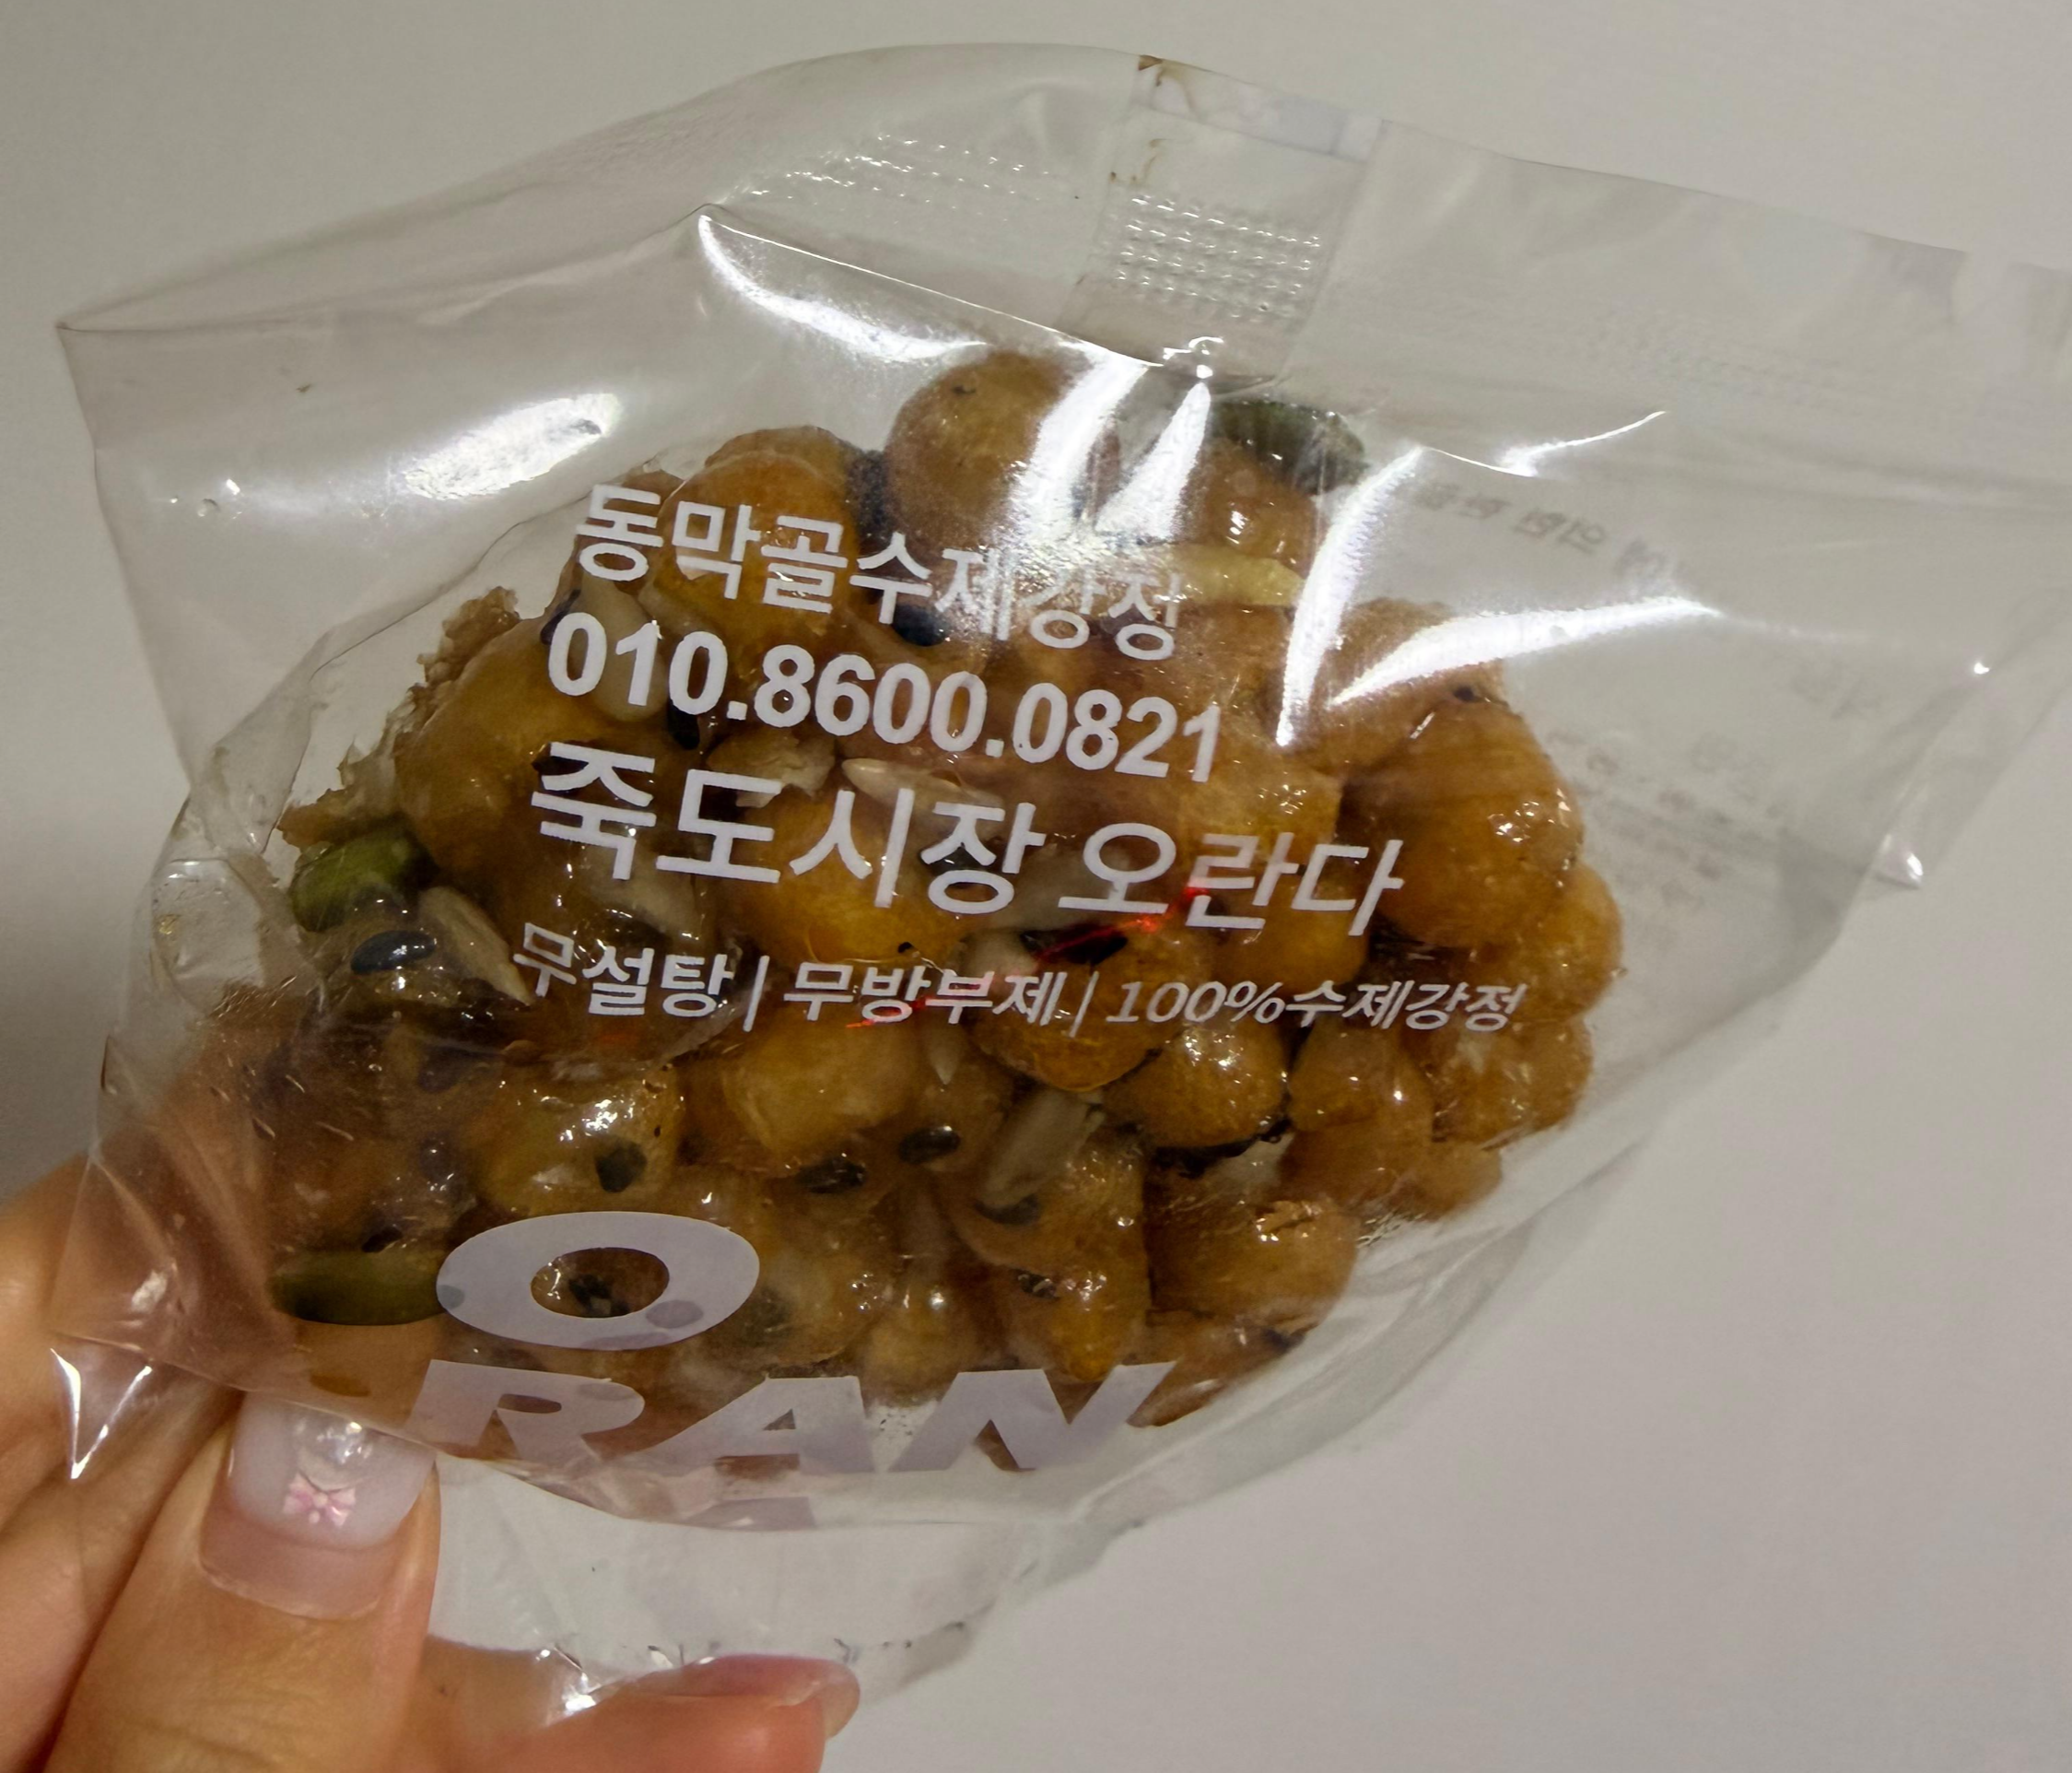 동막골수제강정
010.8600.0821
죽도시장 오란다
무설탕 | 무방부제 | 100%수제강정
O
RAN